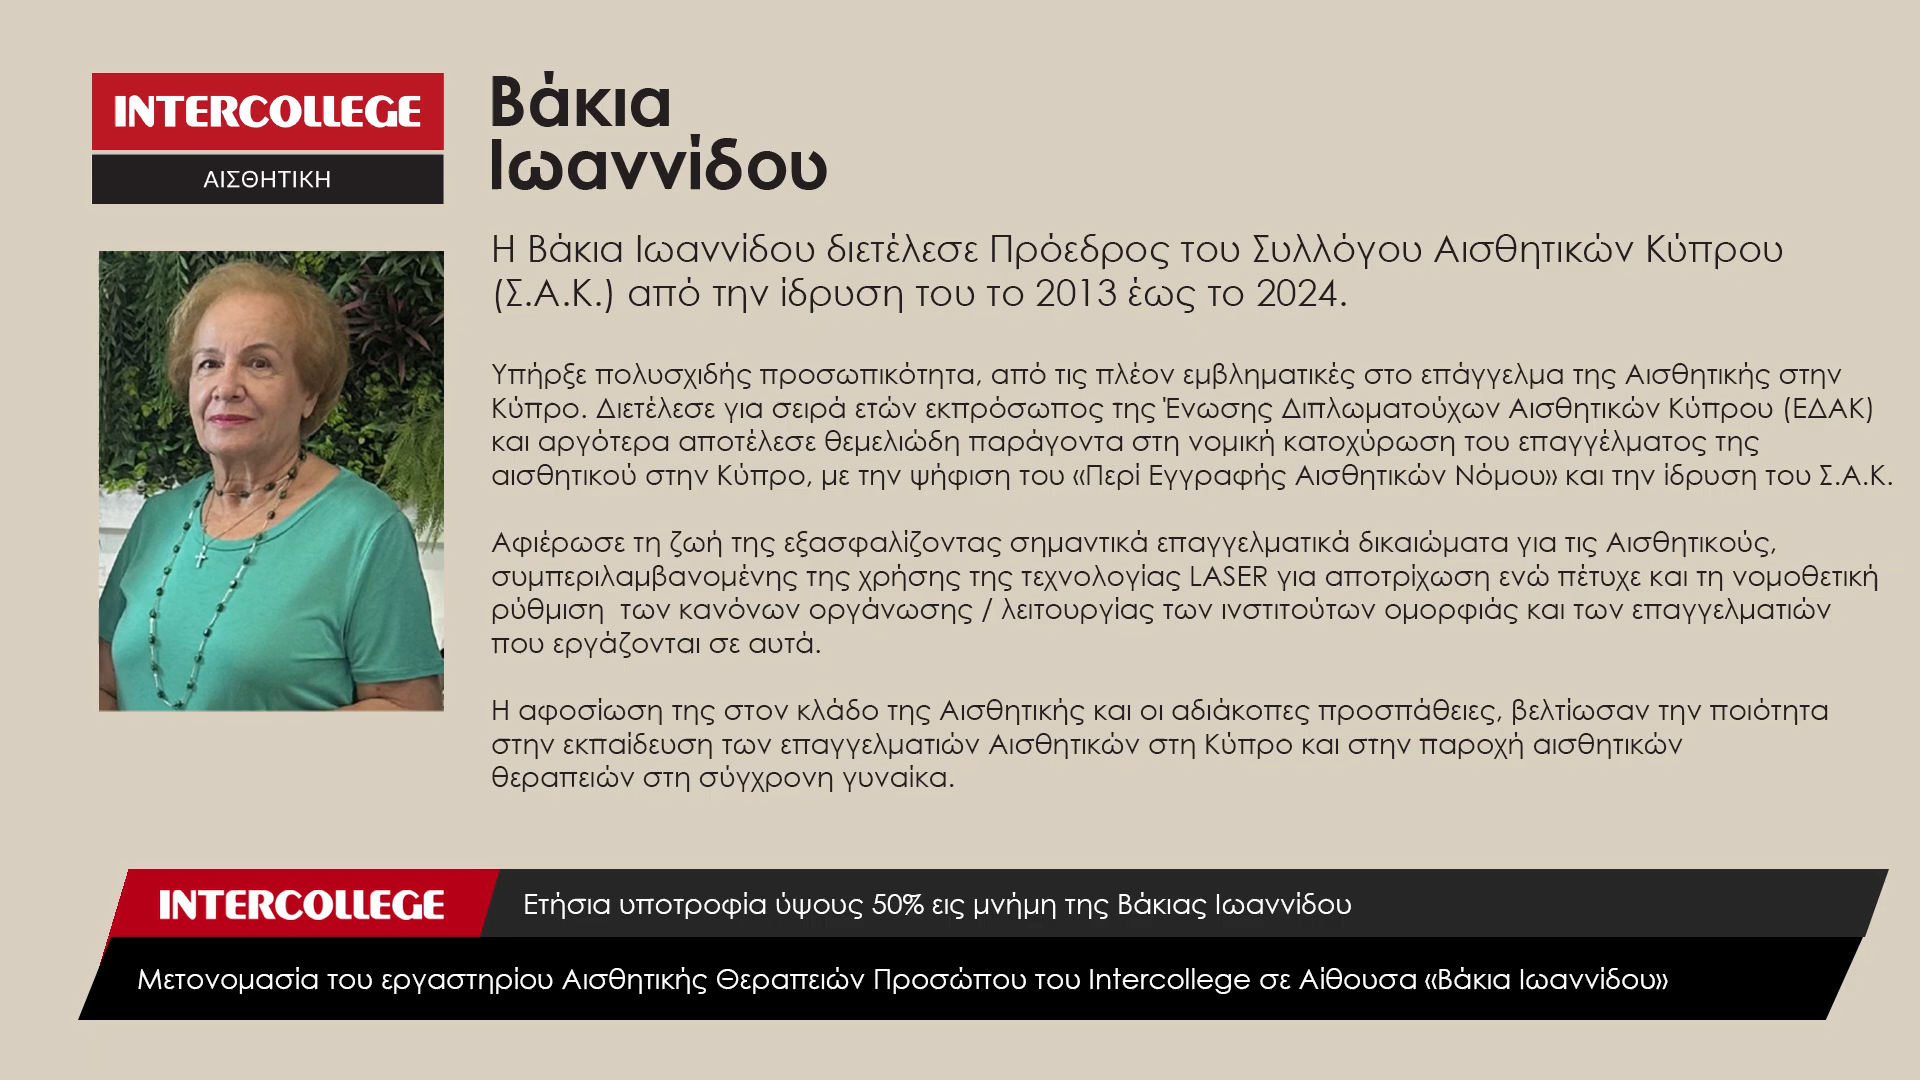 INTERCOLLEGE
ΑΙΣΘΗΤΙΚΗ
Βάκια
Ιωαννίδου
Η Βάκια Ιωαννίδου διετέλεσε Πρόεδρος του Συλλόγου Αισθητικών Κύπρου
(Σ.Α.Κ.) από την ίδρυση του το 2013 έως το 2024.
Υπήρξε πολυσχιδής προσωπικότητα, από τις πλέον εμβληματικές στο επάγγελμα της Αισθητικής στην
Κύπρο. Διετέλεσε για σειρά ετών εκπρόσωπος της Ένωσης Διπλωματούχων Αισθητικών Κύπρου (ΕΔΑΚ)
και αργότερα αποτέλεσε θεμελιώδη παράγοντα στη νομική κατοχύρωση του επαγγέλματος της
αισθητικού στην Κύπρο, με την ψήφιση του «Περί Εγγραφής Αισθητικών Νόμου» και την ίδρυση του Σ.Α.Κ.
Αφιέρωσε τη ζωή της εξασφαλίζοντας σημαντικά επαγγελματικά δικαιώματα για τις Αισθητικούς,
συμπεριλαμβανομένης της χρήσης της τεχνολογίας LASER για αποτρίχωση ενώ πέτυχε και τη νομοθετική
ρύθμιση  των κανόνων οργάνωσης / λειτουργίας των ινστιτούτων ομορφιάς και των επαγγελματιών
που εργάζονται σε αυτά.
Η αφοσίωση της στον κλάδο της Αισθητικής και οι αδιάκοπες προσπάθειες, βελτίωσαν την ποιότητα
στην εκπαίδευση των επαγγελματιών Αισθητικών στη Κύπρο και στην παροχή αισθητικών
θεραπειών στη σύγχρονη γυναίκα.
INTERCOLLEGE Ετήσια υποτροφία ύψους 50% εις μνήμη της Βάκιας Ιωαννίδου
Μετονομασία του εργαστηρίου Αισθητικής Θεραπειών Προσώπου του Intercollege σε Αίθουσα «Βάκια Ιωαννίδου»